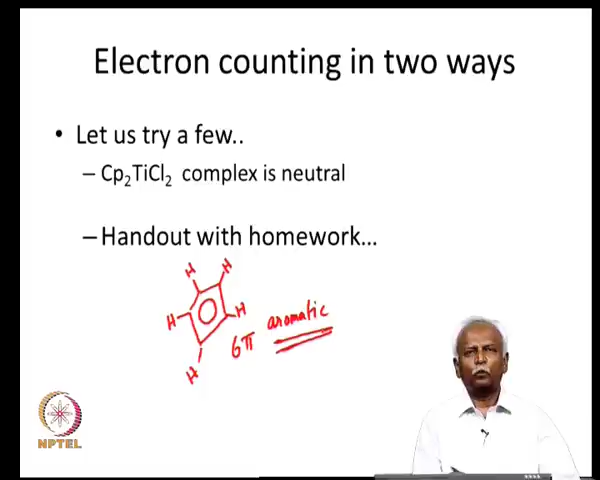 Electron counting in two ways
• Let us try a few..
– Cp₂TiCl₂ complex is neutral
– Handout with homework...
H H
H H
6π aromatic
H
NPTEL